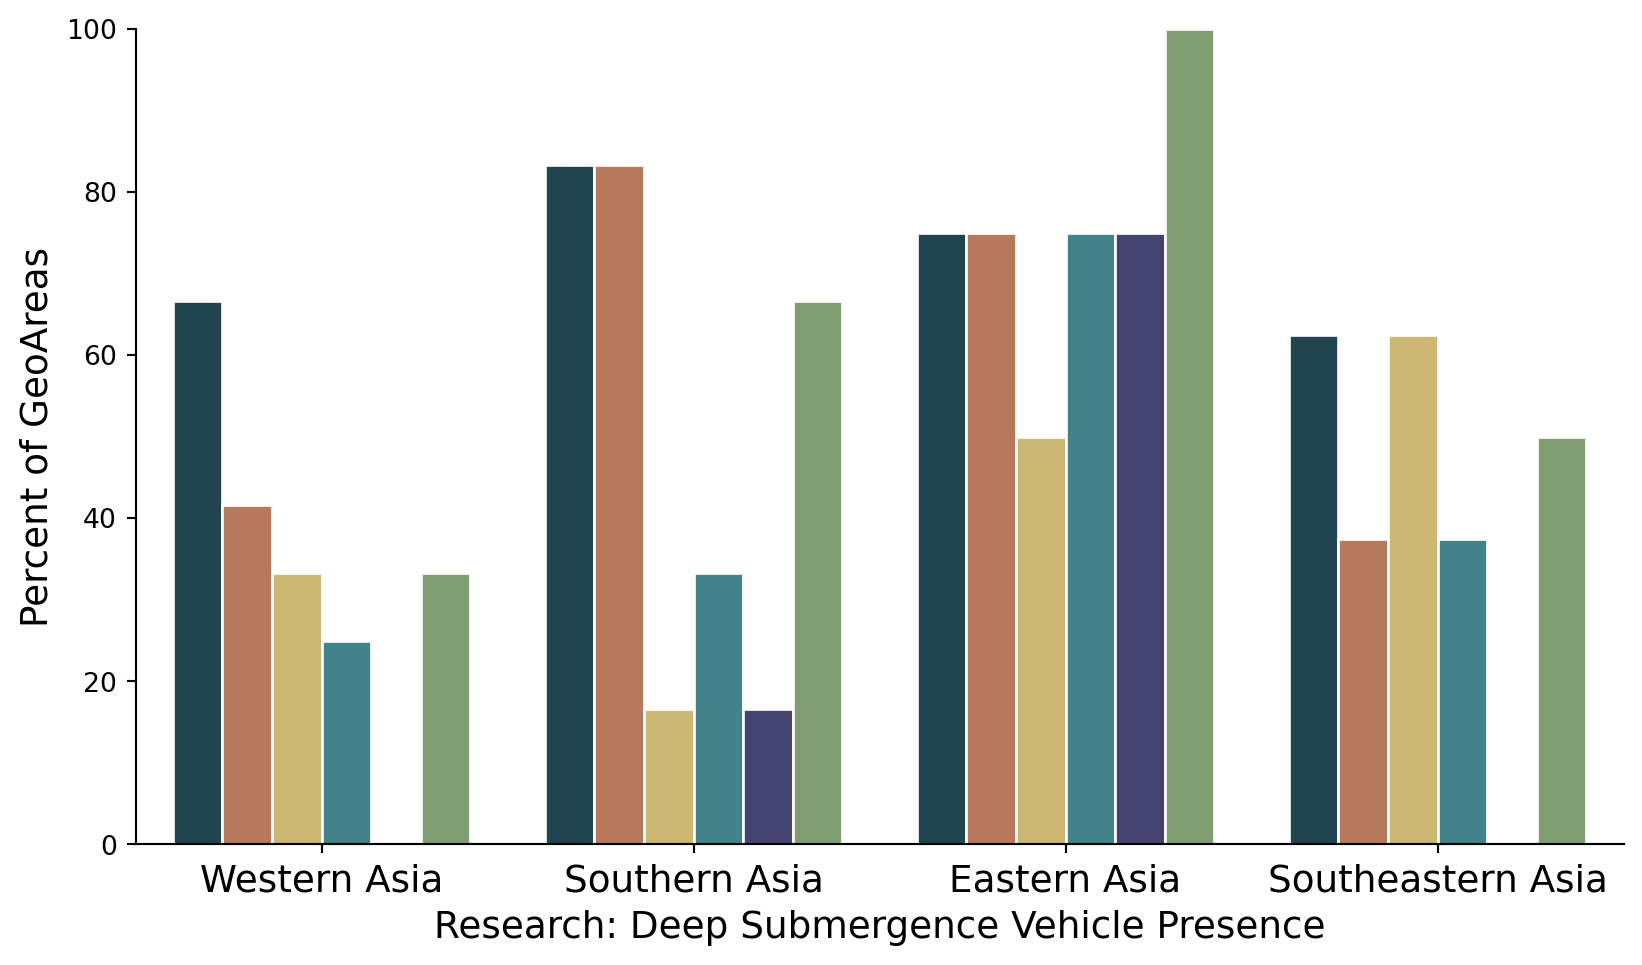 100
80
60
40
20
0
Percent of GeoAreas
Western Asia
Southern Asia
Eastern Asia
Southeastern Asia
Research: Deep Submergence Vehicle Presence